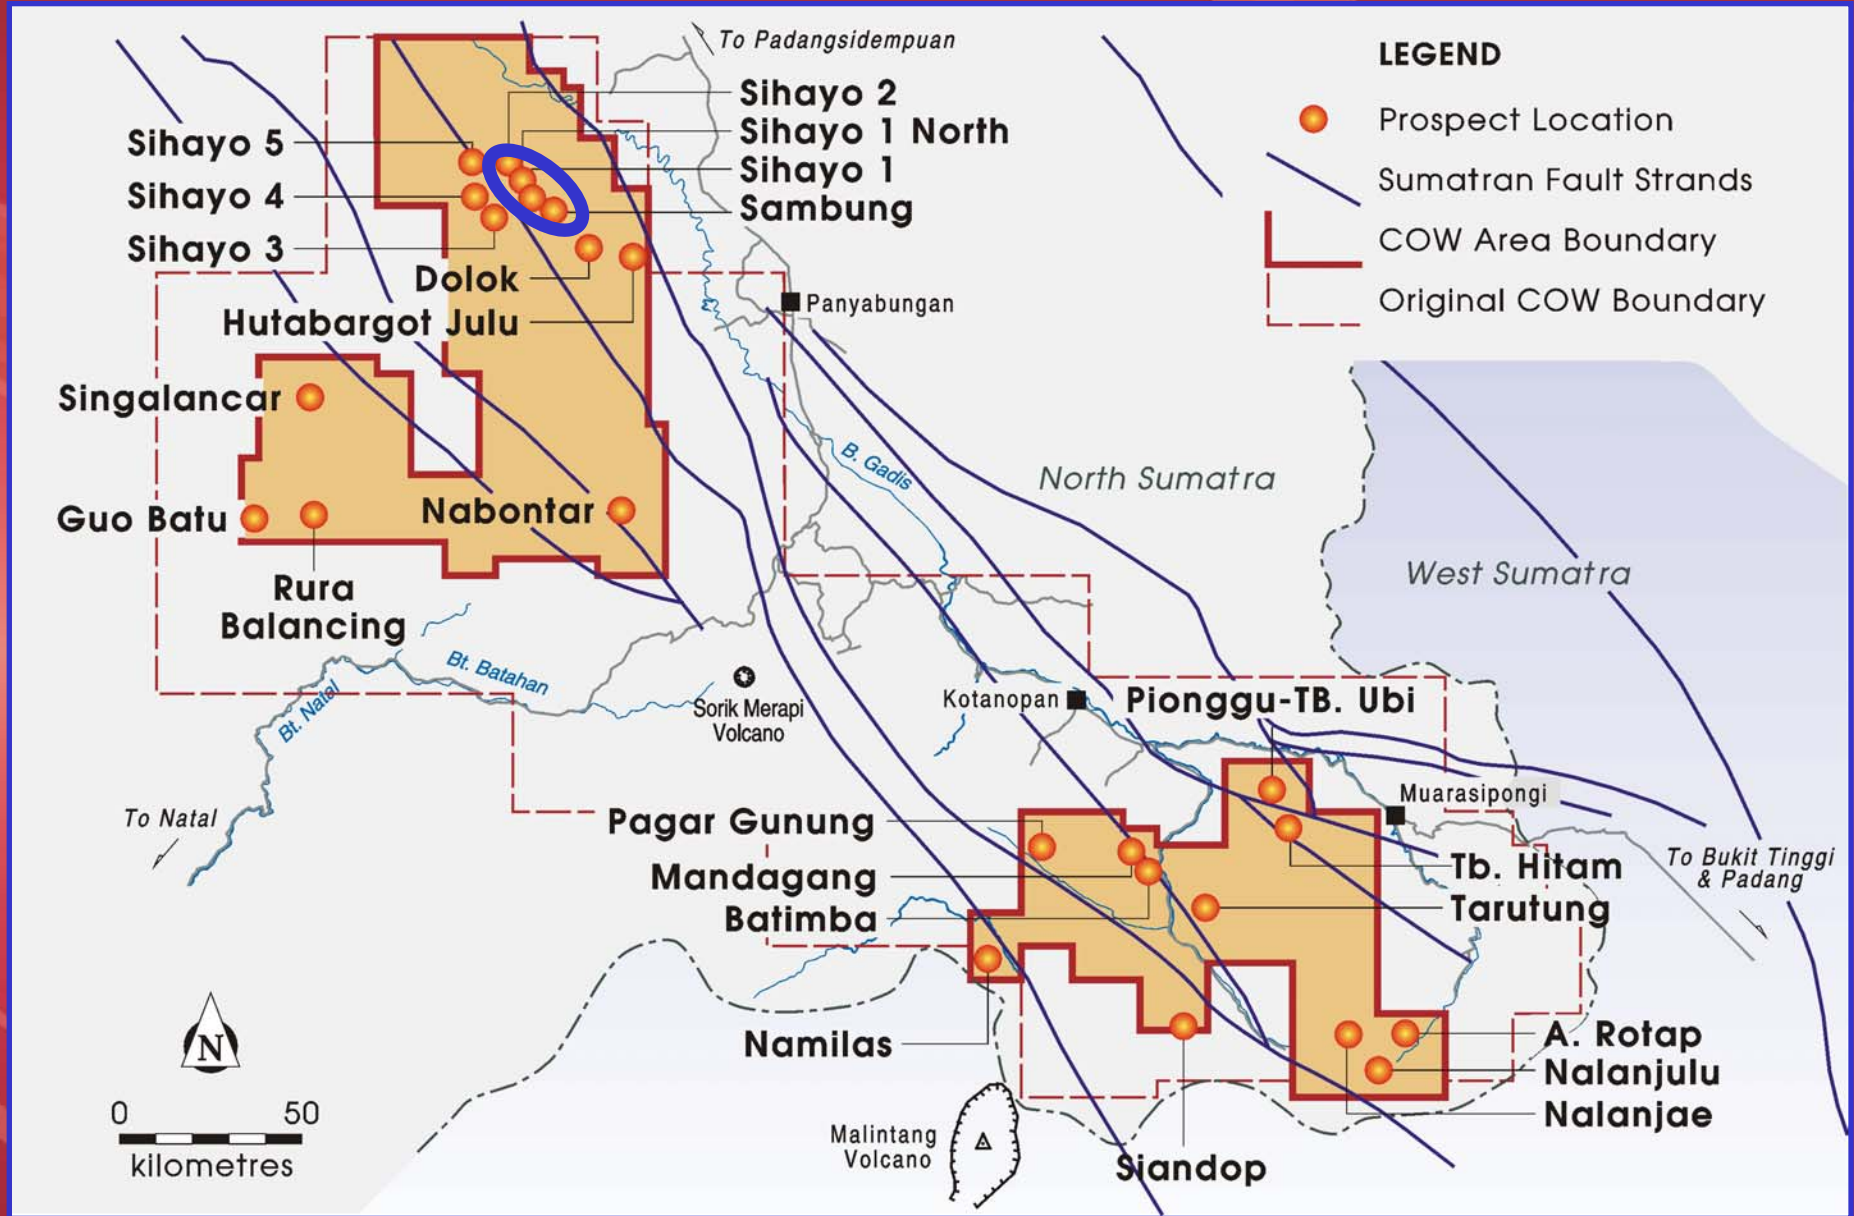 To Padangsidempuan
Sihayo 2
Sihayo 1 North
Sihayo 1
Sambung
Sihayo 5
Sihayo 4
Sihayo 3
Dolok
Hutabargot Julu
Panyabungan
LEGEND
Prospect Location
Sumatran Fault Strands
COW Area Boundary
Original COW Boundary
Singalancar
Guo Batu
Nabontar
Rura
Balancing
B. Gadis
North Sumatra
West Sumatra
Bt. Batahan
Bt. Natal
Sorik Merapi
Volcano
Kotanopan
Pionggu-TB. Ubi
Muarasipongi
To Natal
Pagar Gunung
Mandagang
Batimba
Tb. Hitam
Tarutung
To Bukit Tinggi
& Padang
Namilas
A. Rotap
Nalanjulu
Nalanjae
Siandop
Malintang
Volcano
N
0 50
kilometres